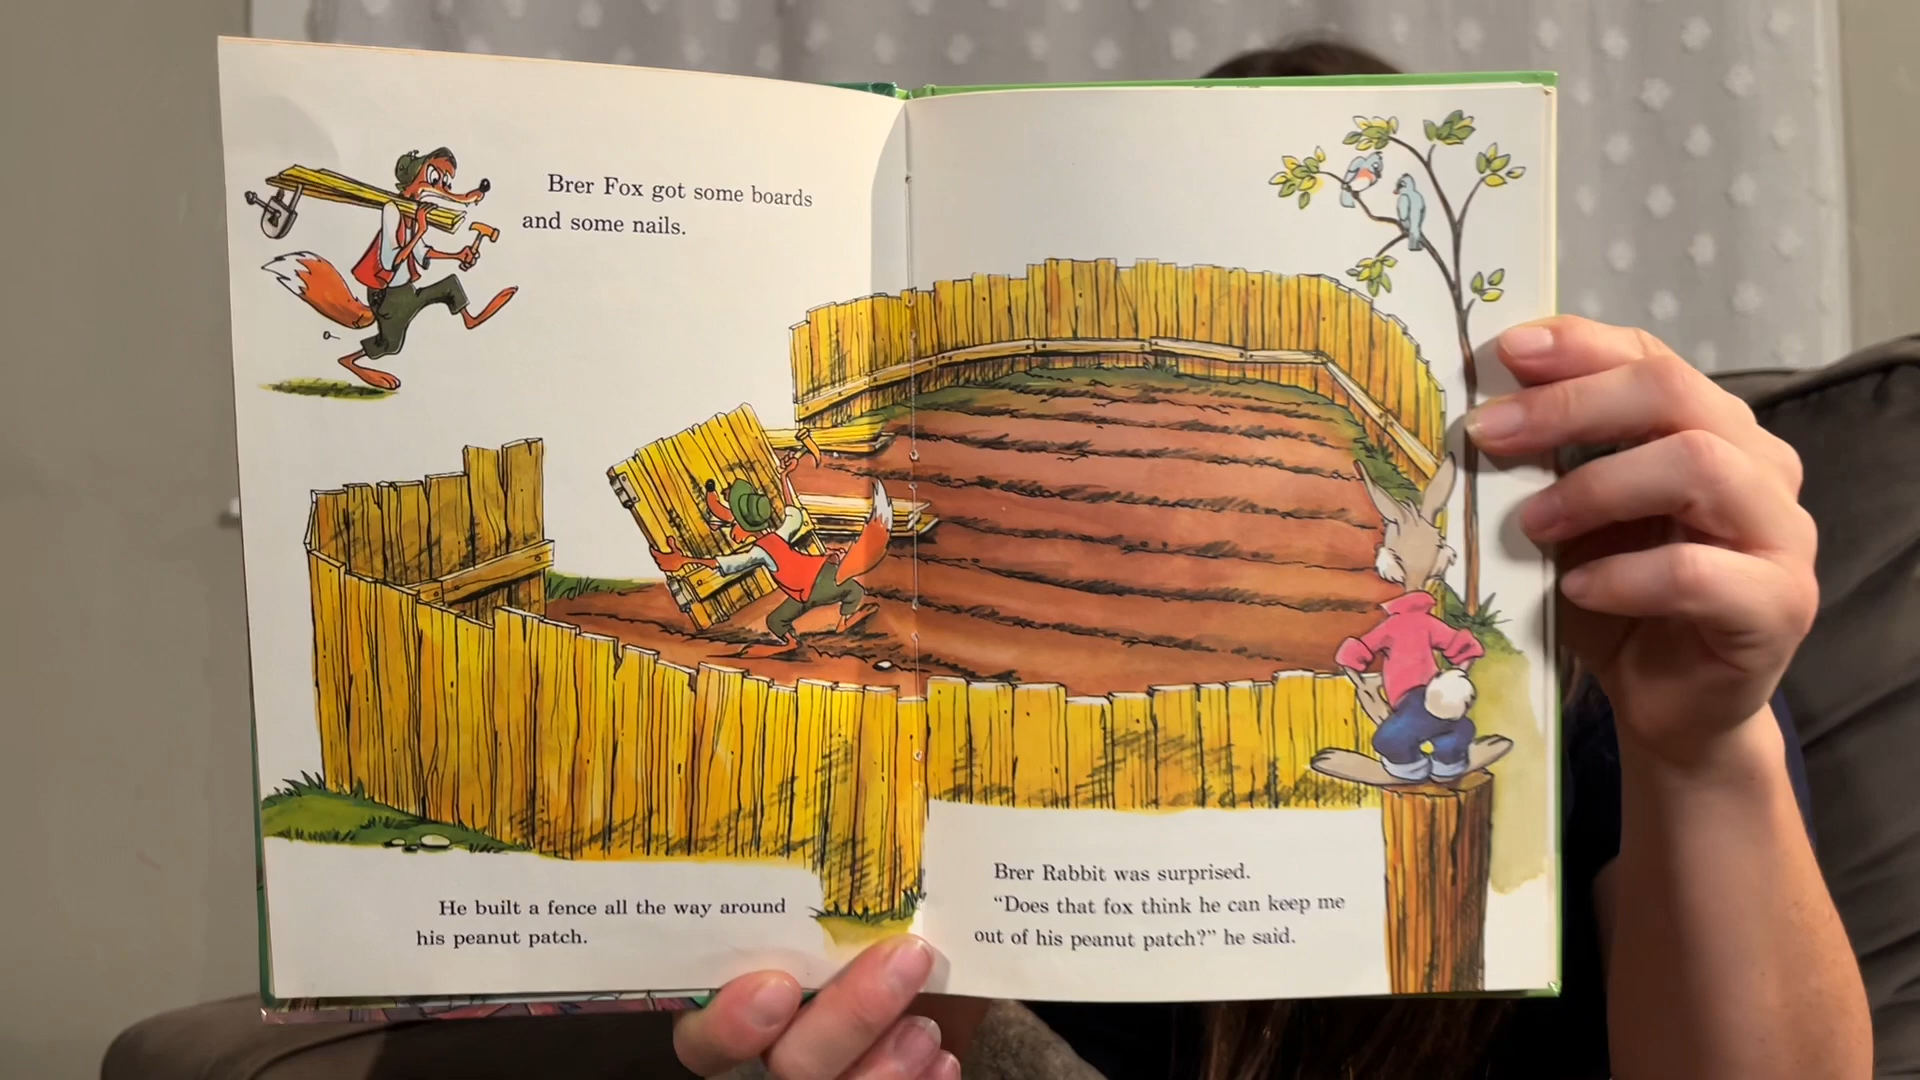 Brer Fox got some boards
and some nails.
He built a fence all the way around
his peanut patch.
Brer Rabbit was surprised.
“Does that fox think he can keep me
out of his peanut patch?” he said.